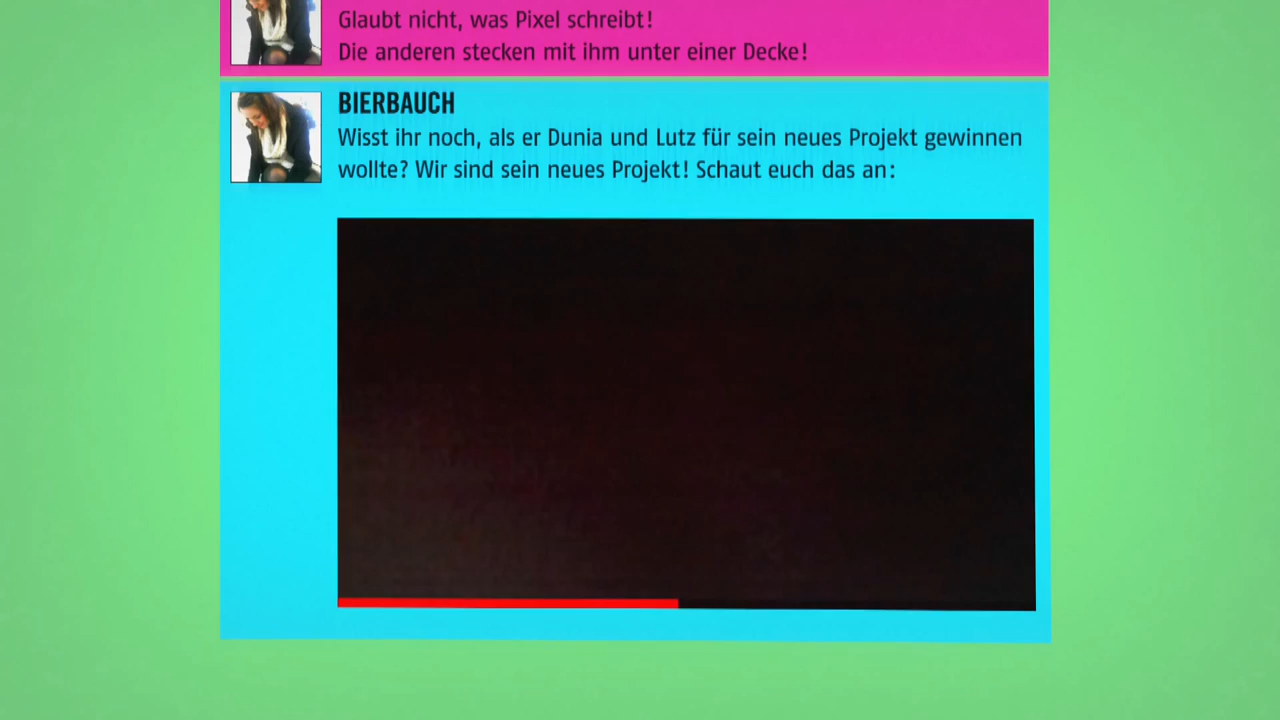 Glaubt nicht, was Pixel schreibt!
Die anderen stecken mit ihm unter einer Decke!
BIERBAUCH
Wisst ihr noch, als er Dunia und Lutz für sein neues Projekt gewinnen
wollte? Wir sind sein neues Projekt! Schaut euch das an: